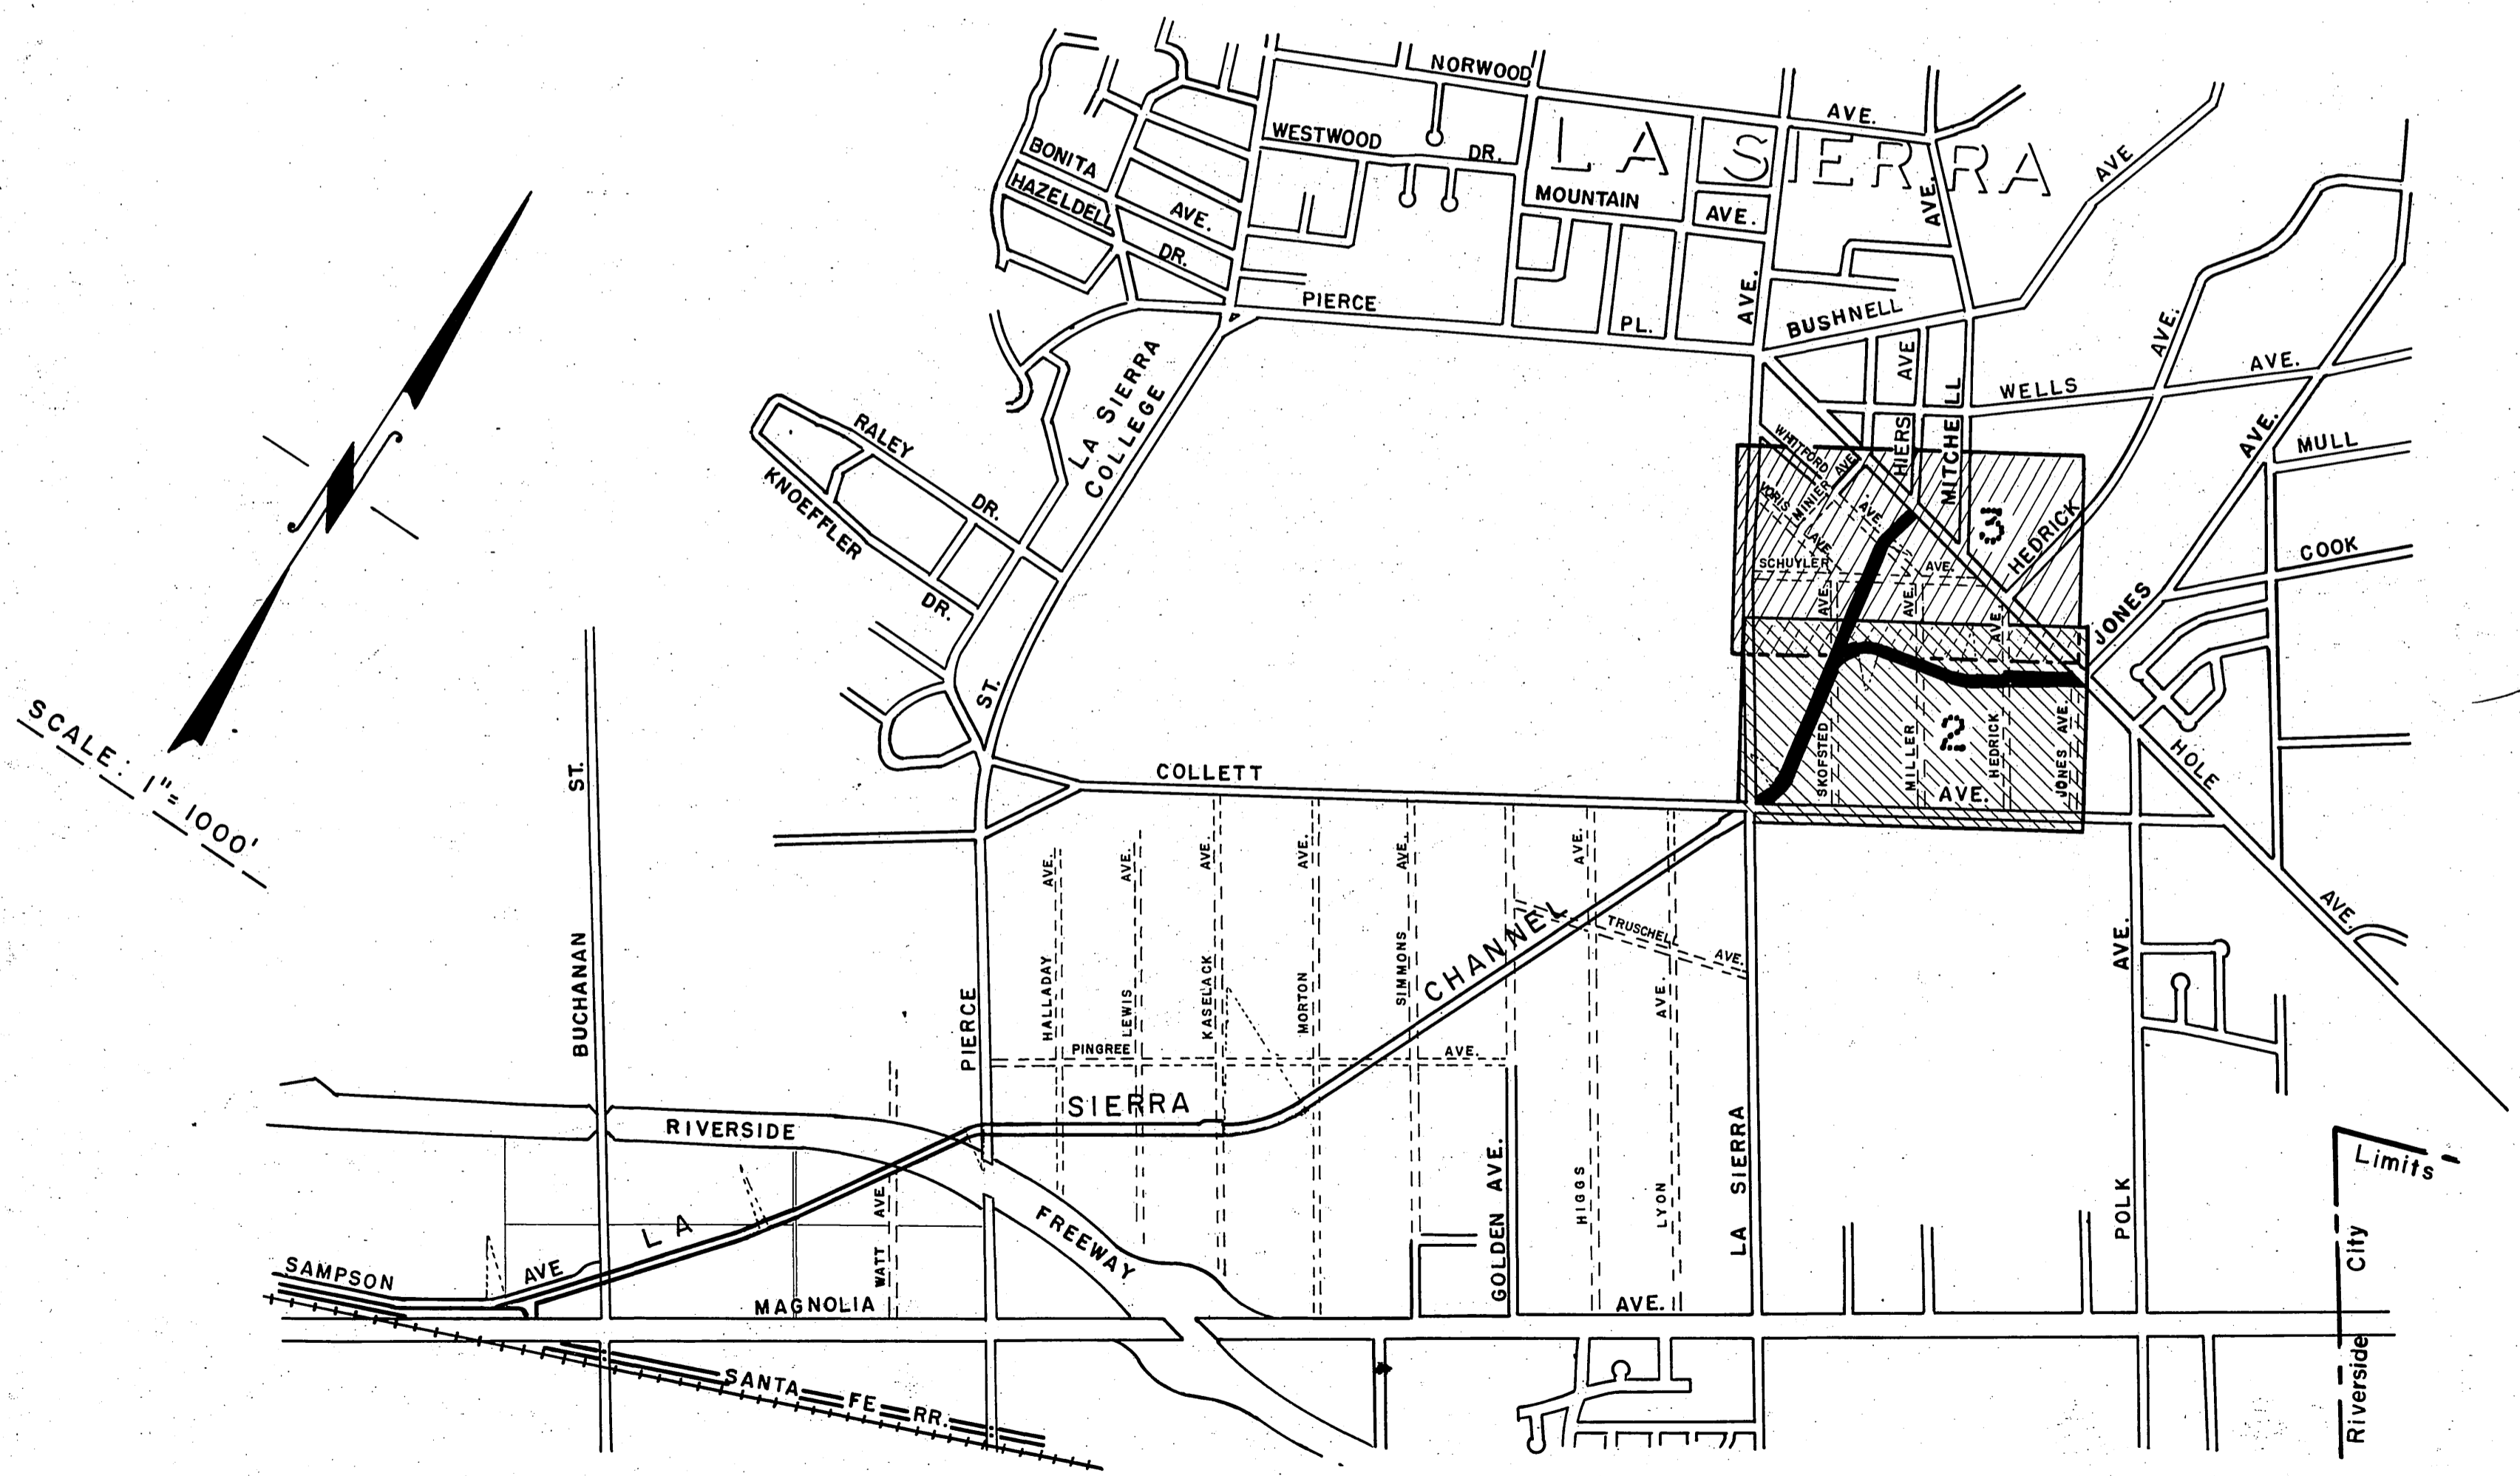 NORWOOD AVE.
WESTWOOD DR.
LA SIERRA
BONITA AVE.
HAZELDELL DR.
MOUNTAIN AVE.
AVE.
AVE
PIERCE PL.
AVE.
BUSHNELL
AVE.
WELLS AVE.
HIERS AVE
MITCHELL
LA SIERRA
COLLEGE
RALEY DR.
KNOEFFLER DR.
WHITFORD AVE.
MINIER AVE.
VORIS AVE.
SCHUYLER AVE.
3
HEDRICK
JONES AVE.
MULL
COOK
AVE. AVE. AVE.
2
SKOFSTED
MILLER
HEDRICK
JONES AVE.
HOLE AVE.
SCALE: 1"= 1000'
ST.
ST.
COLLETT AVE.
BUCHANAN
PIERCE
HALLADAY AVE.
LEWIS AVE.
KASELACK AVE.
MORTON AVE.
SIMMONS AVE.
AVE.
TRUSCHELL AVE.
AVE.
PINGREE AVE.
LA SIERRA CHANNEL
RIVERSIDE FREEWAY
GOLDEN AVE.
HIGGS
LYON
LA SIERRA
POLK AVE.
WATT AVE
SAMPSON AVE
MAGNOLIA AVE.
SANTA FE RR.
Riverside City Limits